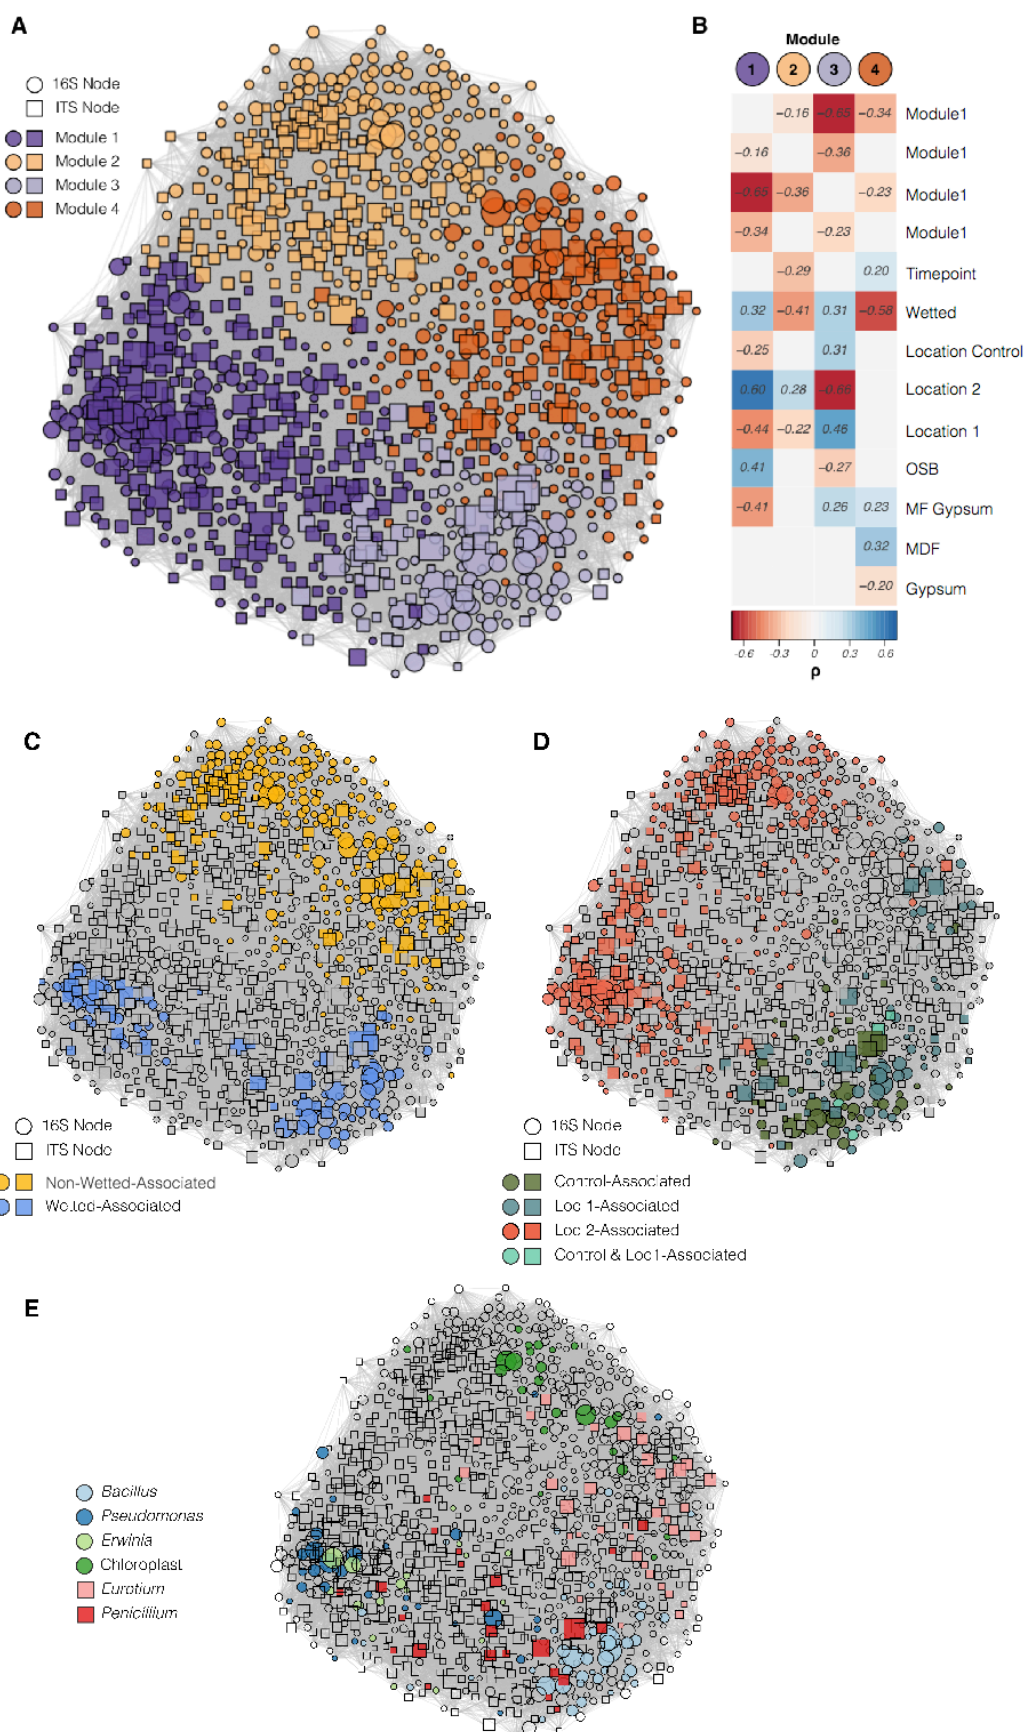 A
16S Node
ITS Node
Module 1
Module 2
Module 3
Module 4
B
Module
1 2 3 4
-0.16 -0.65 -0.34 Module1
-0.16 -0.36 Module1
-0.65 -0.36 -0.23 Module1
-0.34 -0.23 Module1
-0.29 0.20 Timepoint
0.32 -0.41 0.31 -0.58 Wetted
-0.25 0.31 Location Control
0.60 0.28 -0.66 Location 2
-0.44 -0.22 0.46 Location 1
0.41 -0.27 OSB
-0.41 0.26 0.23 MF Gypsum
0.32 MDF
-0.20 Gypsum
-0.6 -0.3 0 0.3 0.6
ρ
C
16S Node
ITS Node
Non-Wetted-Associated
Wetted-Associated
D
16S Node
ITS Node
Control-Associated
Loc 1-Associated
Loc 2-Associated
Control & Loc1-Associated
E
Bacillus
Pseudomonas
Erwinia
Chloroplast
Eurotium
Penicillium